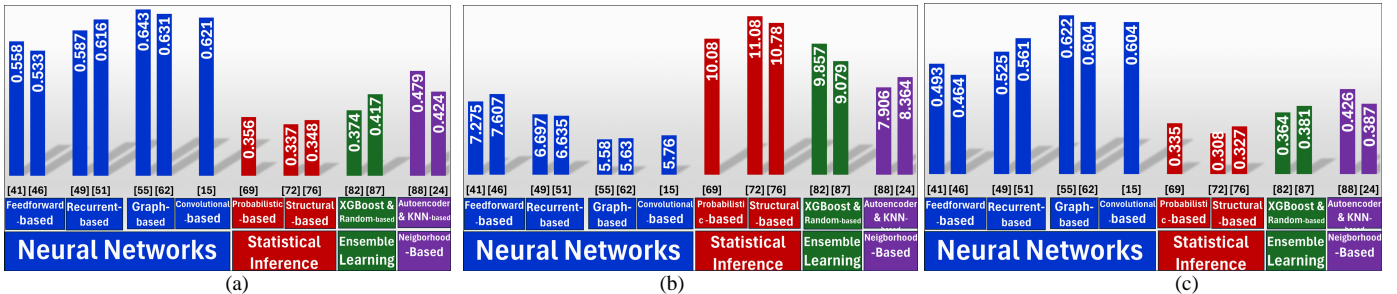 0.558 0.533 0.587 0.616 0.643 0.631 0.621 0.356 0.337 0.348 0.374 0.417 0.479 0.424
[41] [46] [49] [51] [55] [62] [15] [69] [72] [76] [82] [87] [88] [24]
Feedforward Recurrent- Graph- Convolutional Probabilistic Structural XGBoost & Autoencoder
-based based based -based -based -based Random-based & KNN-based
Neural Networks Statistical Ensemble Neigborhood
Inference Learning -Based
(a)
7.275 7.607 6.697 6.635 5.58 5.63 5.76 10.08 11.08 10.78 9.857 9.079 7.906 8.364
[41] [46] [49] [51] [55] [62] [15] [69] [72] [76] [82] [87] [88] [24]
Feedforward Recurrent- Graph- Convolutional Probabilisti Structural XGBoost & Autoencoder
-based based based -based c -based -based Random-based & KNN-
Neural Networks Statistical Ensemble Neigborhood
Inference Learning -Based
(b)
0.493 0.464 0.525 0.561 0.622 0.604 0.604 0.335 0.308 0.327 0.364 0.381 0.426 0.387
[41] [46] [49] [51] [55] [62] [15] [69] [72] [76] [82] [87] [88] [24]
Feedforward Recurrent- Graph- Convolutional Probabilisti Structural XGBoost & Autoencoder
-based based based -based c -based -based Random-based & KNN-
Neural Networks Statistical Ensemble Neigborhood
Inference Learning -Based
(c)